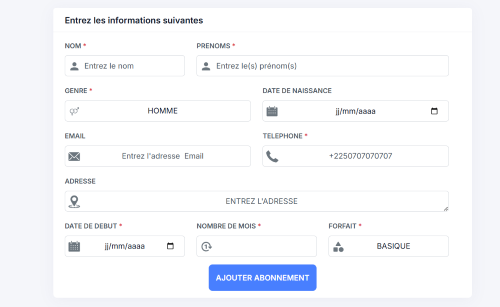 Entrez les informations suivantes
NOM * PRENOMS *
Entrez le nom Entrez le(s) prénom(s)
GENRE * DATE DE NAISSANCE
HOMME jj/mm/aaaa
EMAIL TELEPHONE *
Entrez l'adresse Email +2250707070707
ADRESSE
ENTREZ L'ADRESSE
DATE DE DEBUT * NOMBRE DE MOIS * FORFAIT *
jj/mm/aaaa 1 BASIQUE
AJOUTER ABONNEMENT